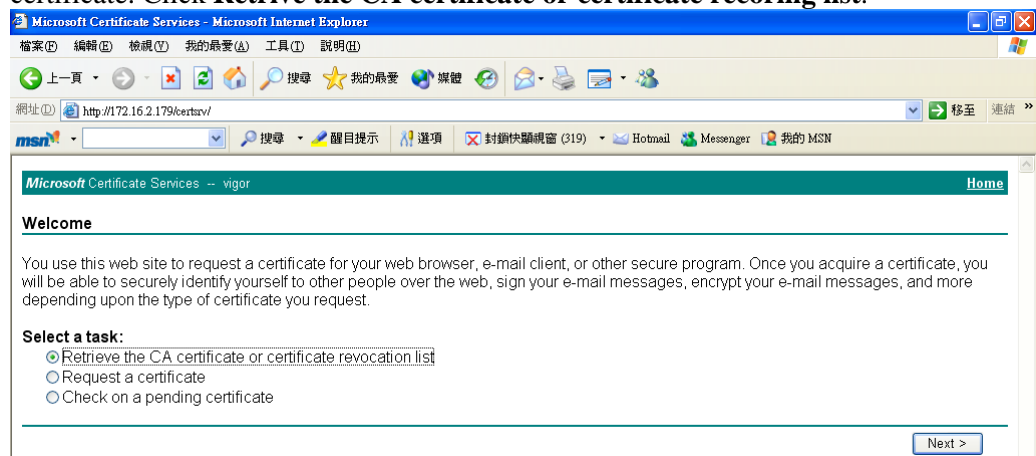 certificate. Click Retrive the CA certificate or certificate recoring list.
Microsoft Certificate Services - Microsoft Internet Explorer
檔案(F) 編輯(E) 檢視(V) 我的最愛(A) 工具(T) 說明(H)
上一頁 搜尋 我的最愛 媒體
網址(D) http://172.16.2.179/certsrv/ 移至 連結 »
msn 搜尋 醒目提示 選項 封鎖快顯視窗 (319) Hotmail Messenger 我的 MSN
Microsoft Certificate Services -- vigor Home
Welcome
You use this web site to request a certificate for your web browser, e-mail client, or other secure program. Once you acquire a certificate, you
will be able to securely identify yourself to other people over the web, sign your e-mail messages, encrypt your e-mail messages, and more
depending upon the type of certificate you request.
Select a task:
Retrieve the CA certificate or certificate revocation list
Request a certificate
Check on a pending certificate
Next >